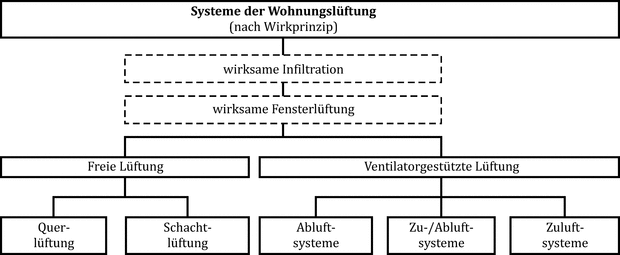 Systeme der Wohnungslüftung
(nach Wirkprinzip)
wirksame Infiltration
wirksame Fensterlüftung
Freie Lüftung
Ventilatorgestützte Lüftung
Quer-
lüftung
Schacht-
lüftung
Abluft-
systeme
Zu-/Abluft-
systeme
Zuluft-
systeme